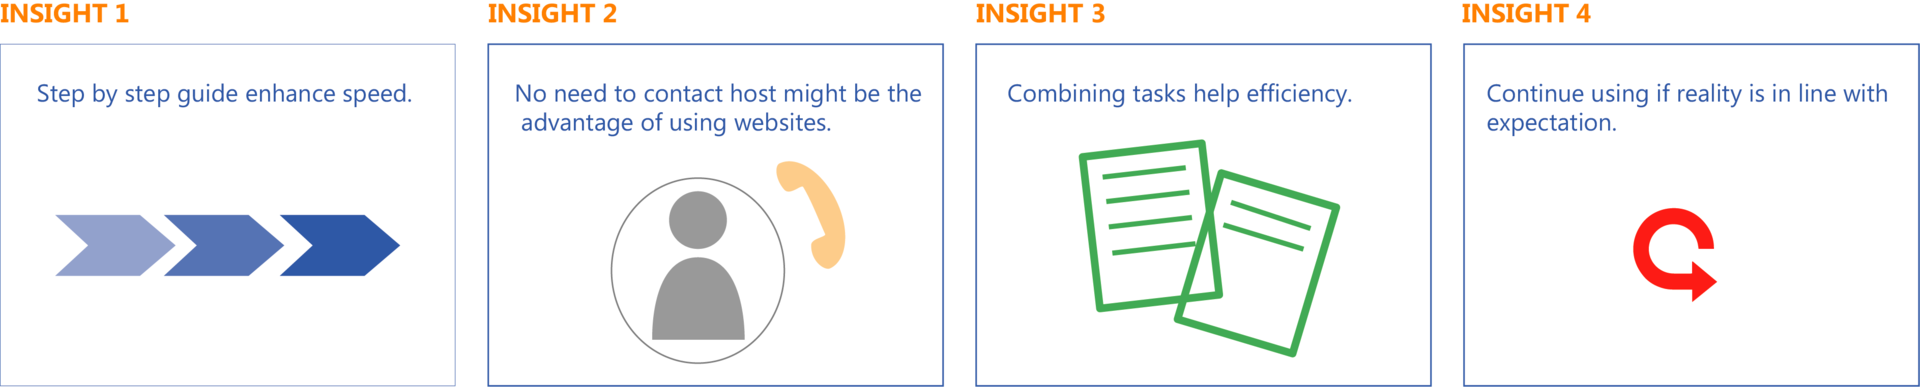 INSIGHT 1
Step by step guide enhance speed.
INSIGHT 2
No need to contact host might be the
advantage of using websites.
INSIGHT 3
Combining tasks help efficiency.
INSIGHT 4
Continue using if reality is in line with
expectation.